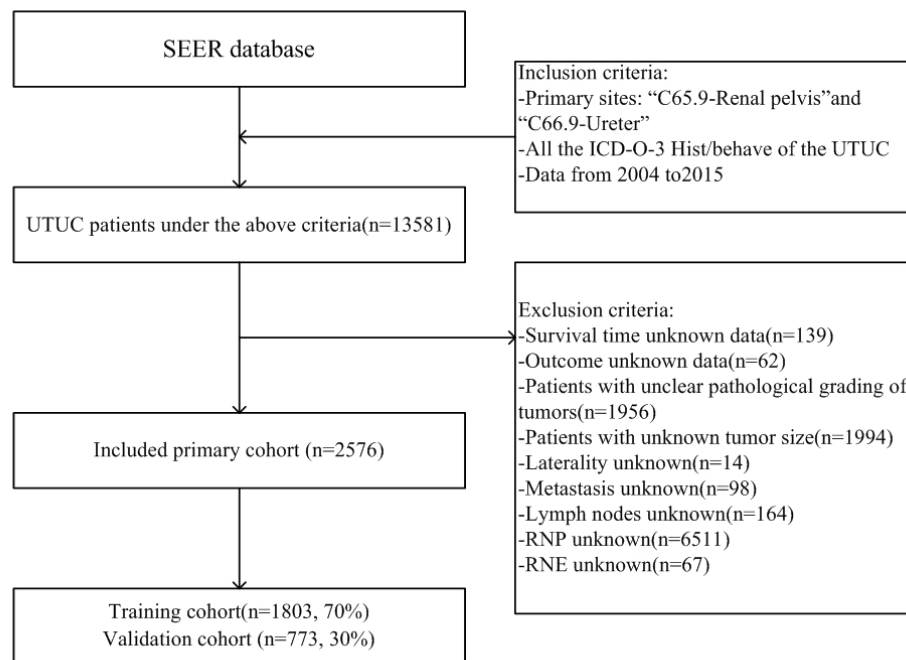 SEER database
Inclusion criteria:
-Primary sites: “C65.9-Renal pelvis”and
“C66.9-Ureter”
-All the ICD-O-3 Hist/behave of the UTUC
-Data from 2004 to2015
UTUC patients under the above criteria(n=13581)
Exclusion criteria:
-Survival time unknown data(n=139)
-Outcome unknown data(n=62)
-Patients with unclear pathological grading of
tumors(n=1956)
-Patients with unknown tumor size(n=1994)
-Laterality unknown(n=14)
-Metastasis unknown(n=98)
-Lymph nodes unknown(n=164)
-RNP unknown(n=6511)
-RNE unknown(n=67)
Included primary cohort (n=2576)
Training cohort(n=1803, 70%)
Validation cohort (n=773, 30%)